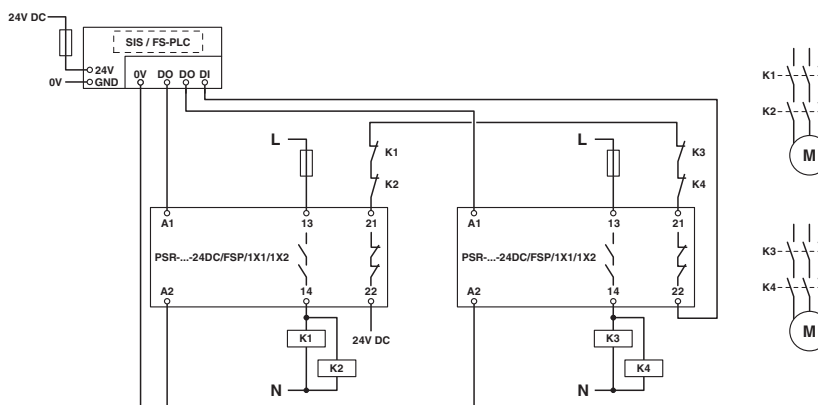 24V DC
SIS / FS-PLC
24V
0V
GND
0V DO DO DI
L
K1
K2
L
K3
K4
A1 13 21
PSR-...-24DC/FSP/1X1/1X2
A2 14 22
K1
K2
24V DC
N
A1 13 21
PSR-...-24DC/FSP/1X1/1X2
A2 14 22
K3
K4
N
K1
K2
M
K3
K4
M